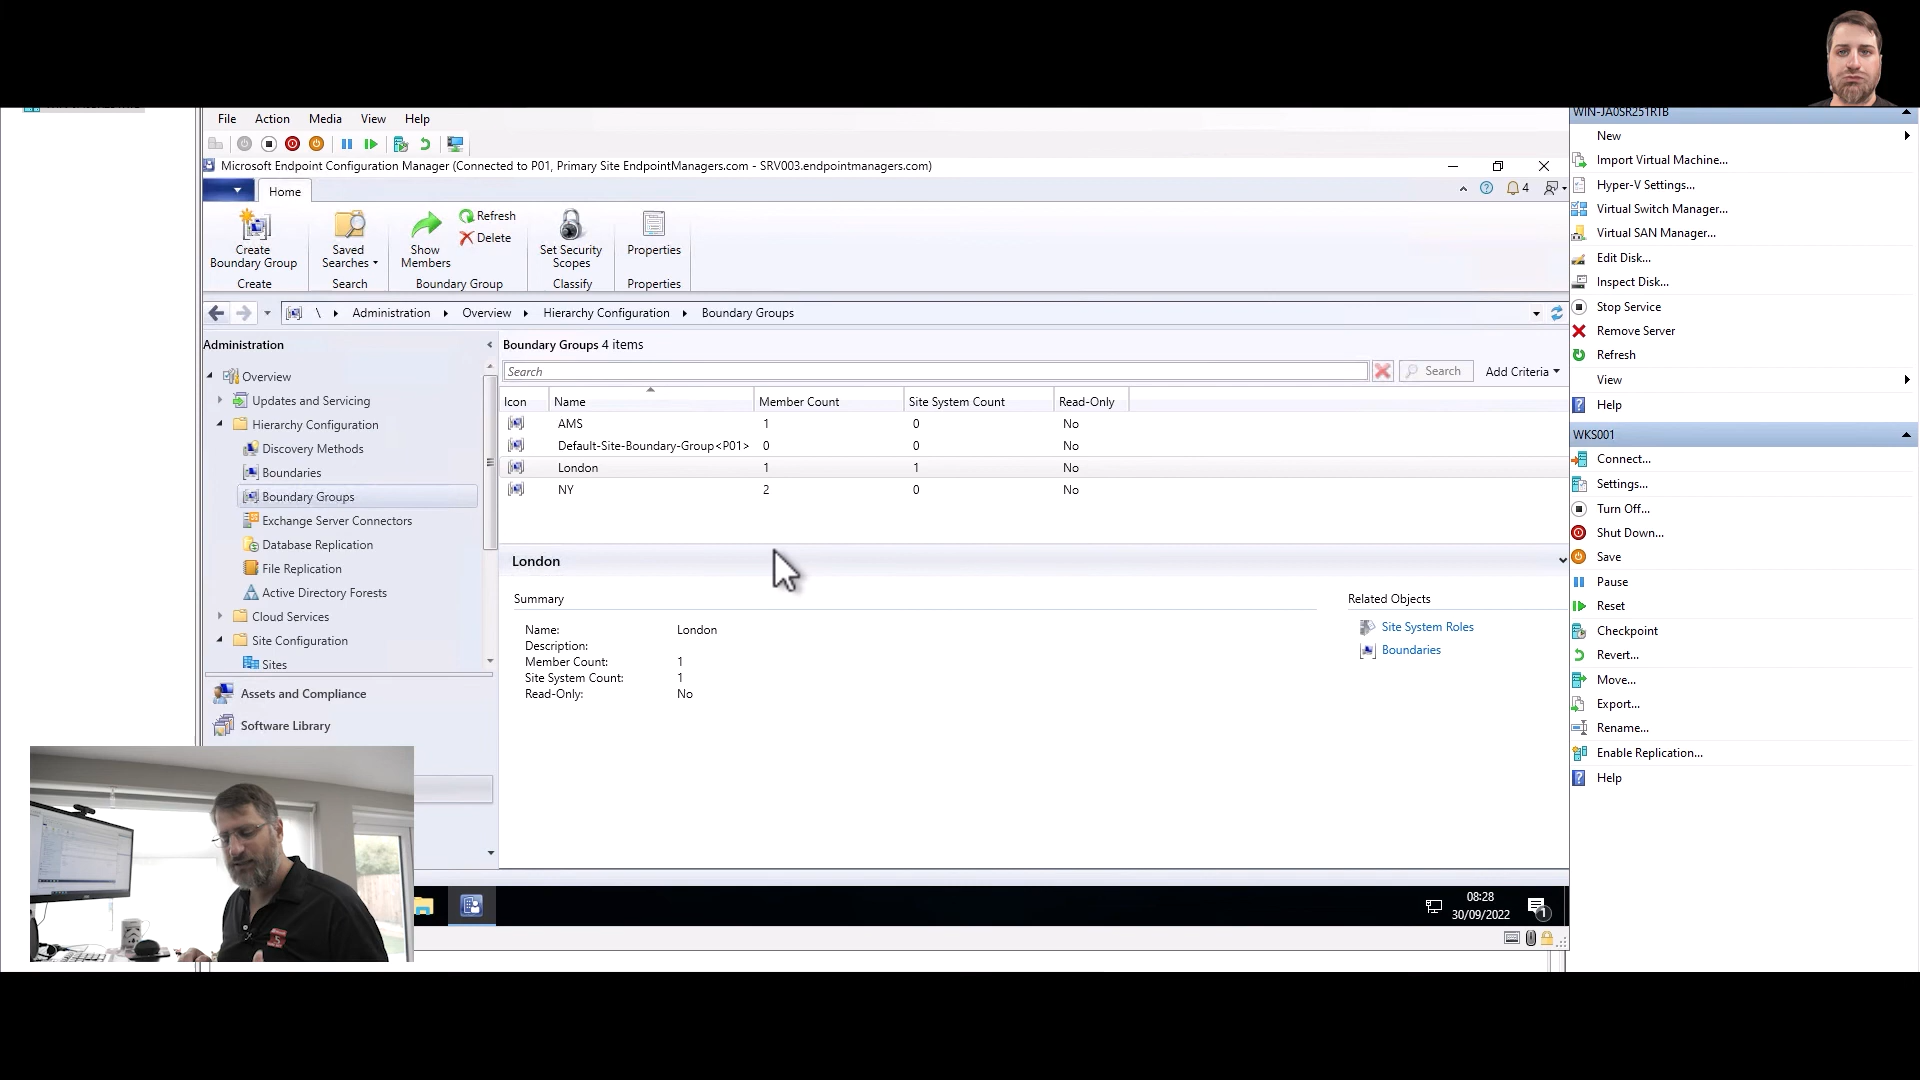 File Action Media View Help
Microsoft Endpoint Configuration Manager (Connected to P01, Primary Site EndpointManagers.com - SRV003.endpointmanagers.com)
Home
4
Create Boundary Group
Create
Saved Searches
Search
Show Members
Refresh
Delete
Boundary Group
Set Security Scopes
Classify
Properties
Properties
\ Administration Overview Hierarchy Configuration Boundary Groups
Administration
Overview
Updates and Servicing
Hierarchy Configuration
Discovery Methods
Boundaries
Boundary Groups
Exchange Server Connectors
Database Replication
File Replication
Active Directory Forests
Cloud Services
Site Configuration
Sites
Assets and Compliance
Software Library
Boundary Groups 4 items
Search
Search
Add Criteria
Icon Name Member Count Site System Count Read-Only
AMS 1 0 No
Default-Site-Boundary-Group<P01> 0 0 No
London 1 1 No
NY 2 0 No
London
Summary
Name: London
Description:
Member Count: 1
Site System Count: 1
Read-Only: No
Related Objects
Site System Roles
Boundaries
08:28
30/09/2022
1
WIN-JA0SR251RTB
New
Import Virtual Machine...
Hyper-V Settings...
Virtual Switch Manager...
Virtual SAN Manager...
Edit Disk...
Inspect Disk...
Stop Service
Remove Server
Refresh
View
Help
WKS001
Connect...
Settings...
Turn Off...
Shut Down...
Save
Pause
Reset
Checkpoint
Revert...
Move...
Export...
Rename...
Enable Replication...
Help